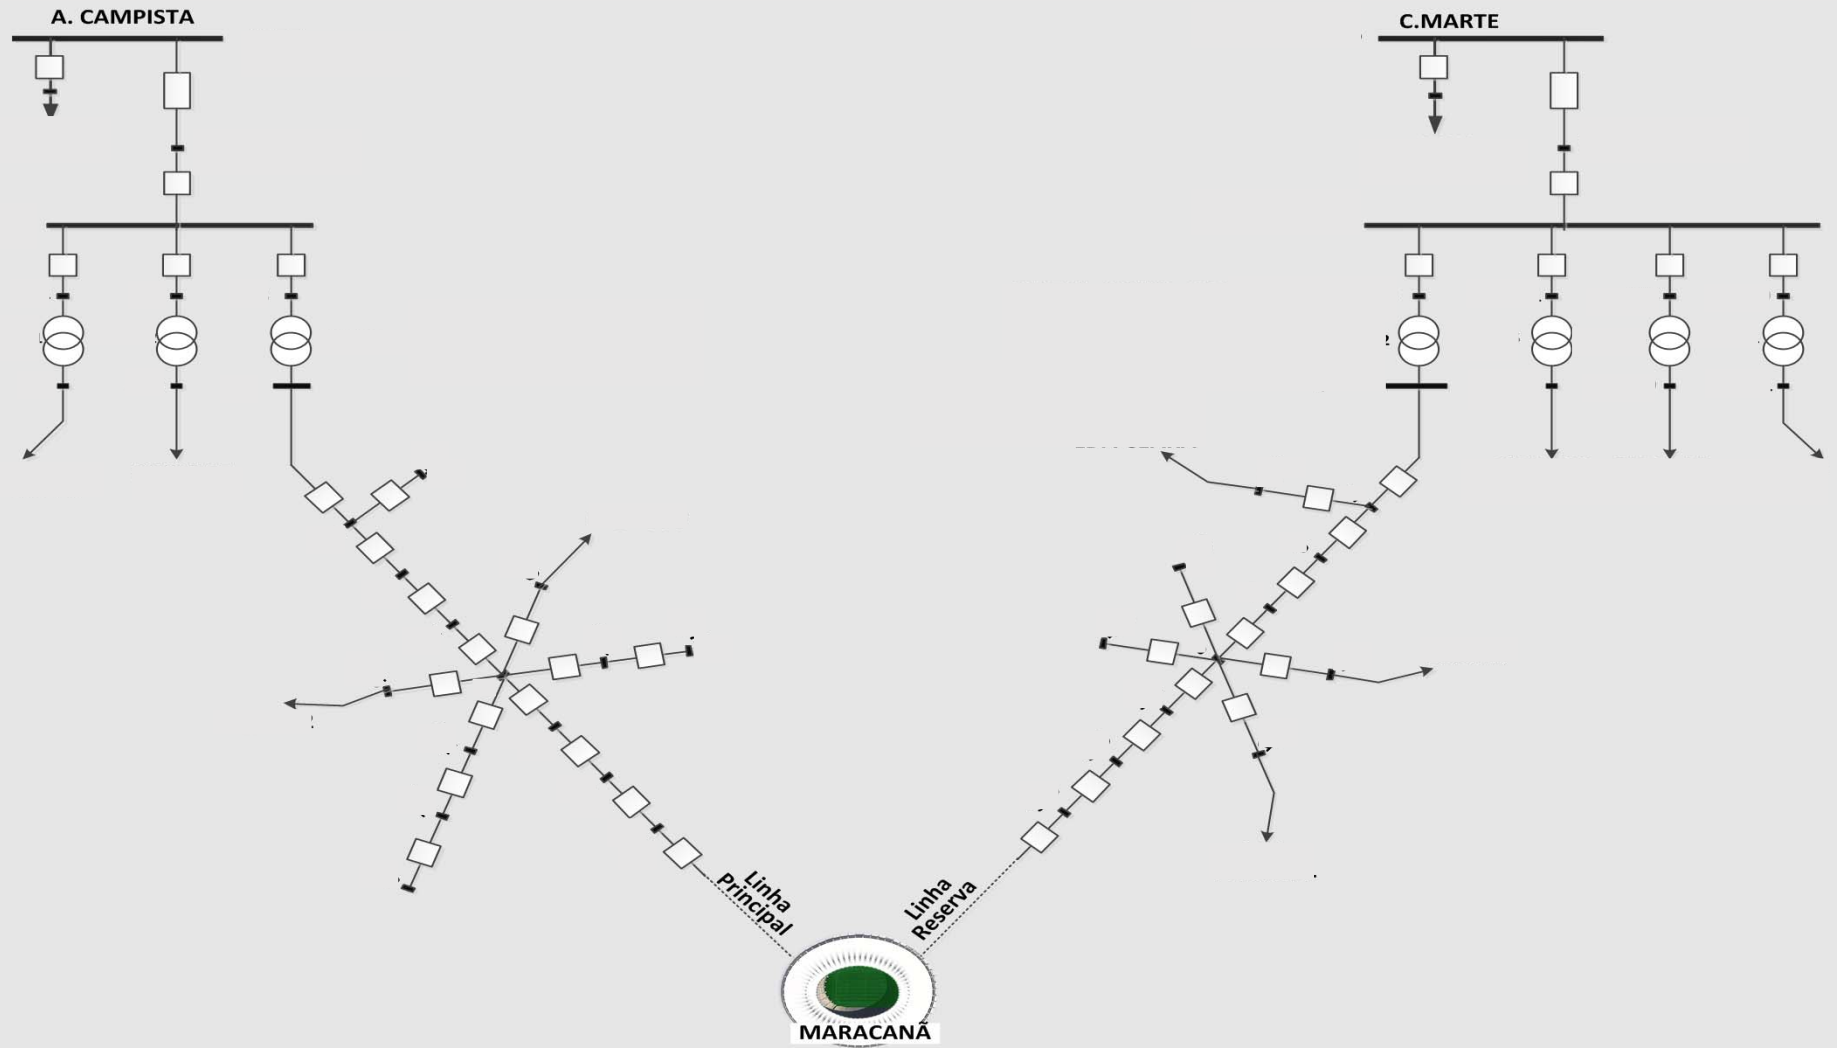 A. CAMPISTA
C.MARTE
Linha
Principal
Linha
Reserva
MARACANÃ